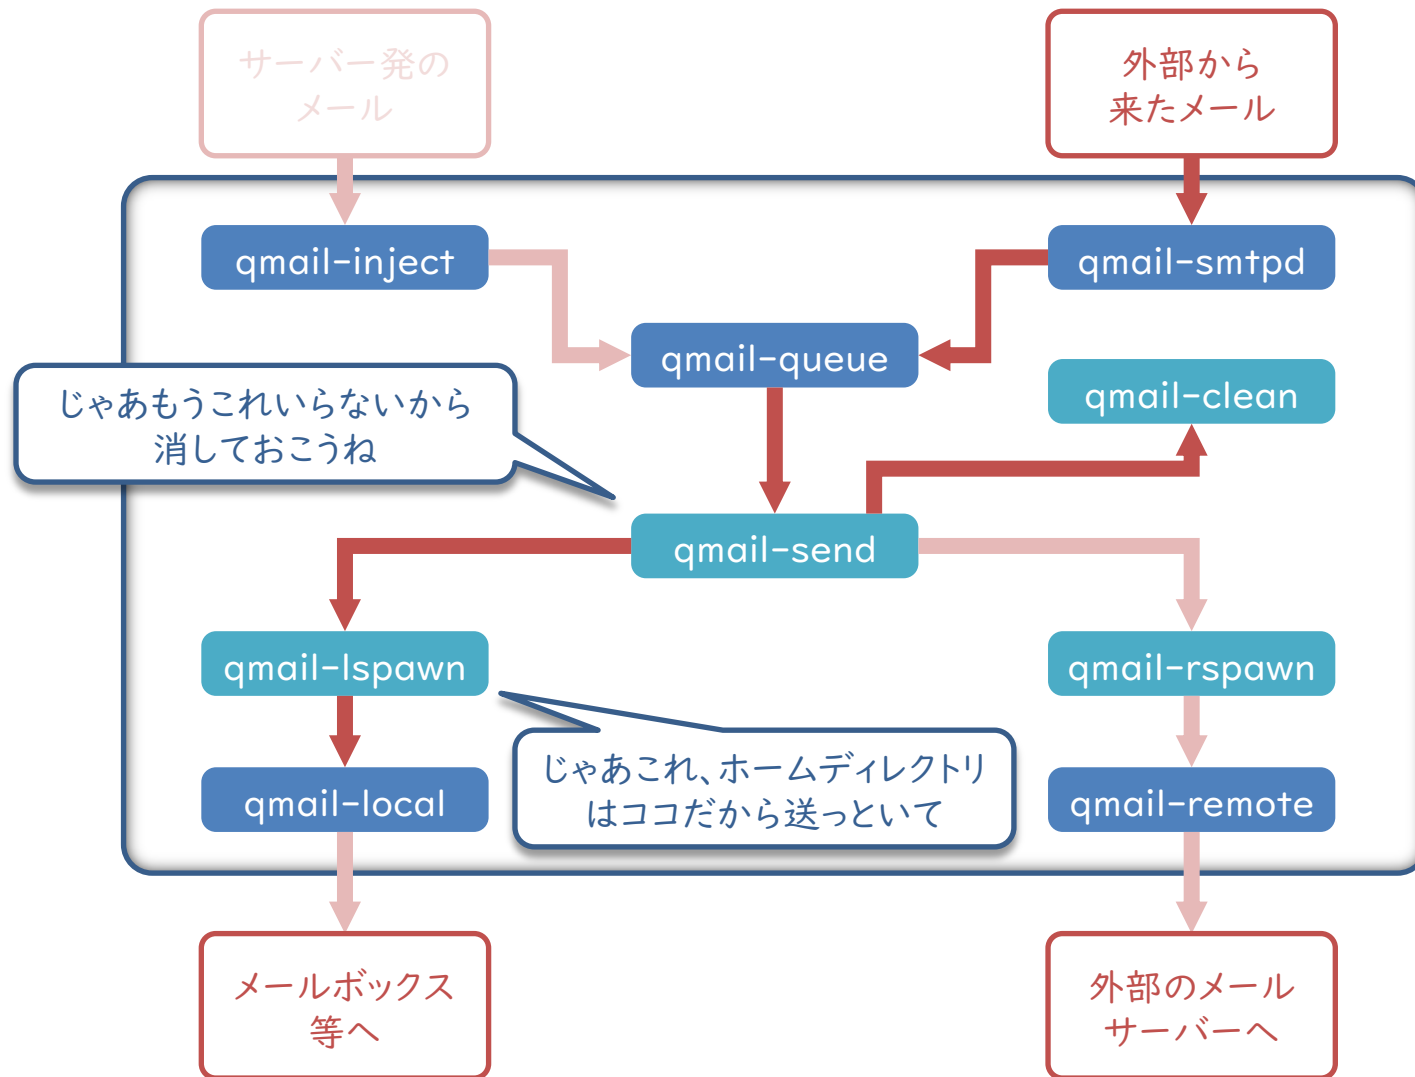 サーバー発の
メール
外部から
来たメール
qmail-inject
qmail-smtpd
qmail-queue
qmail-clean
じゃあもうこれいらないから
消しておこうね
qmail-send
qmail-lspawn
qmail-rspawn
じゃあこれ、ホームディレクトリ
はココだから送っといて
qmail-local
qmail-remote
メールボックス
等へ
外部のメール
サーバーへ